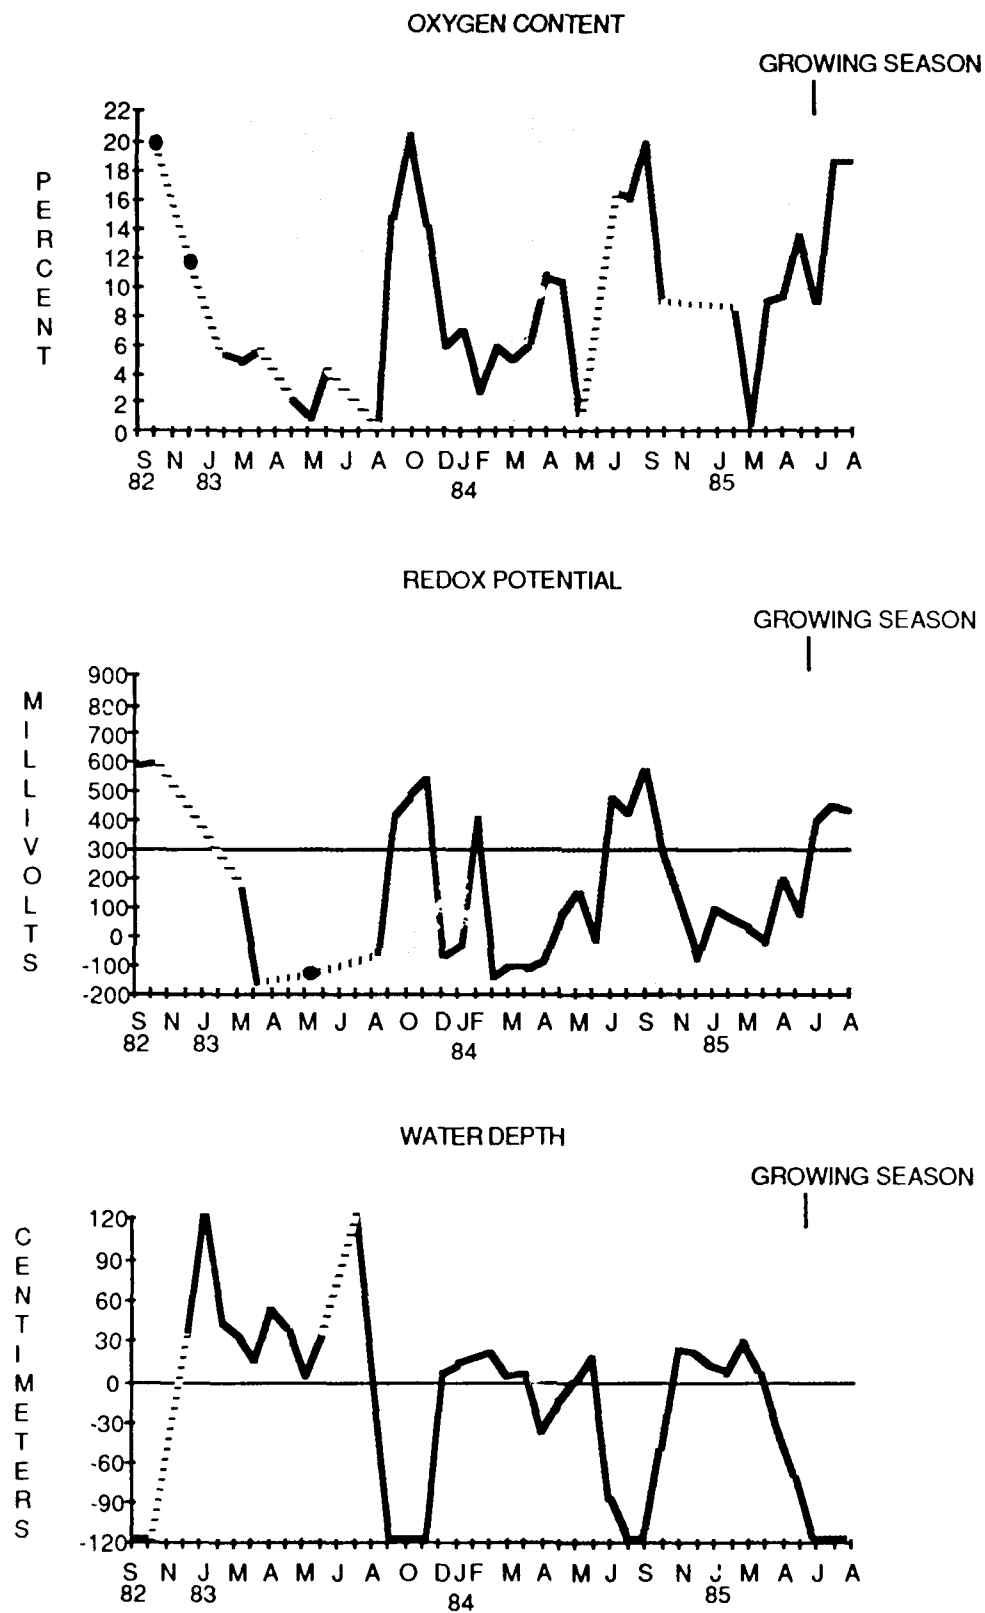 OXYGEN CONTENT
GROWING SEASON
PERCENT
22
20
18
16
14
12
10
8
6
4
2
0
S N J M A M J A O D J F M A M J S N J M A J A
82 83 84 85
REDOX POTENTIAL
GROWING SEASON
MILLIVOLTS
900
800
700
600
500
400
300
200
100
0
-100
-200
S N J M A M J A O D J F M A M J S N J M A J A
82 83 84 85
WATER DEPTH
GROWING SEASON
CENTIMETERS
120
90
60
30
0
-30
-60
-90
-120
S N J M A M J A O D J F M A M J S N J M A J A
82 83 84 85